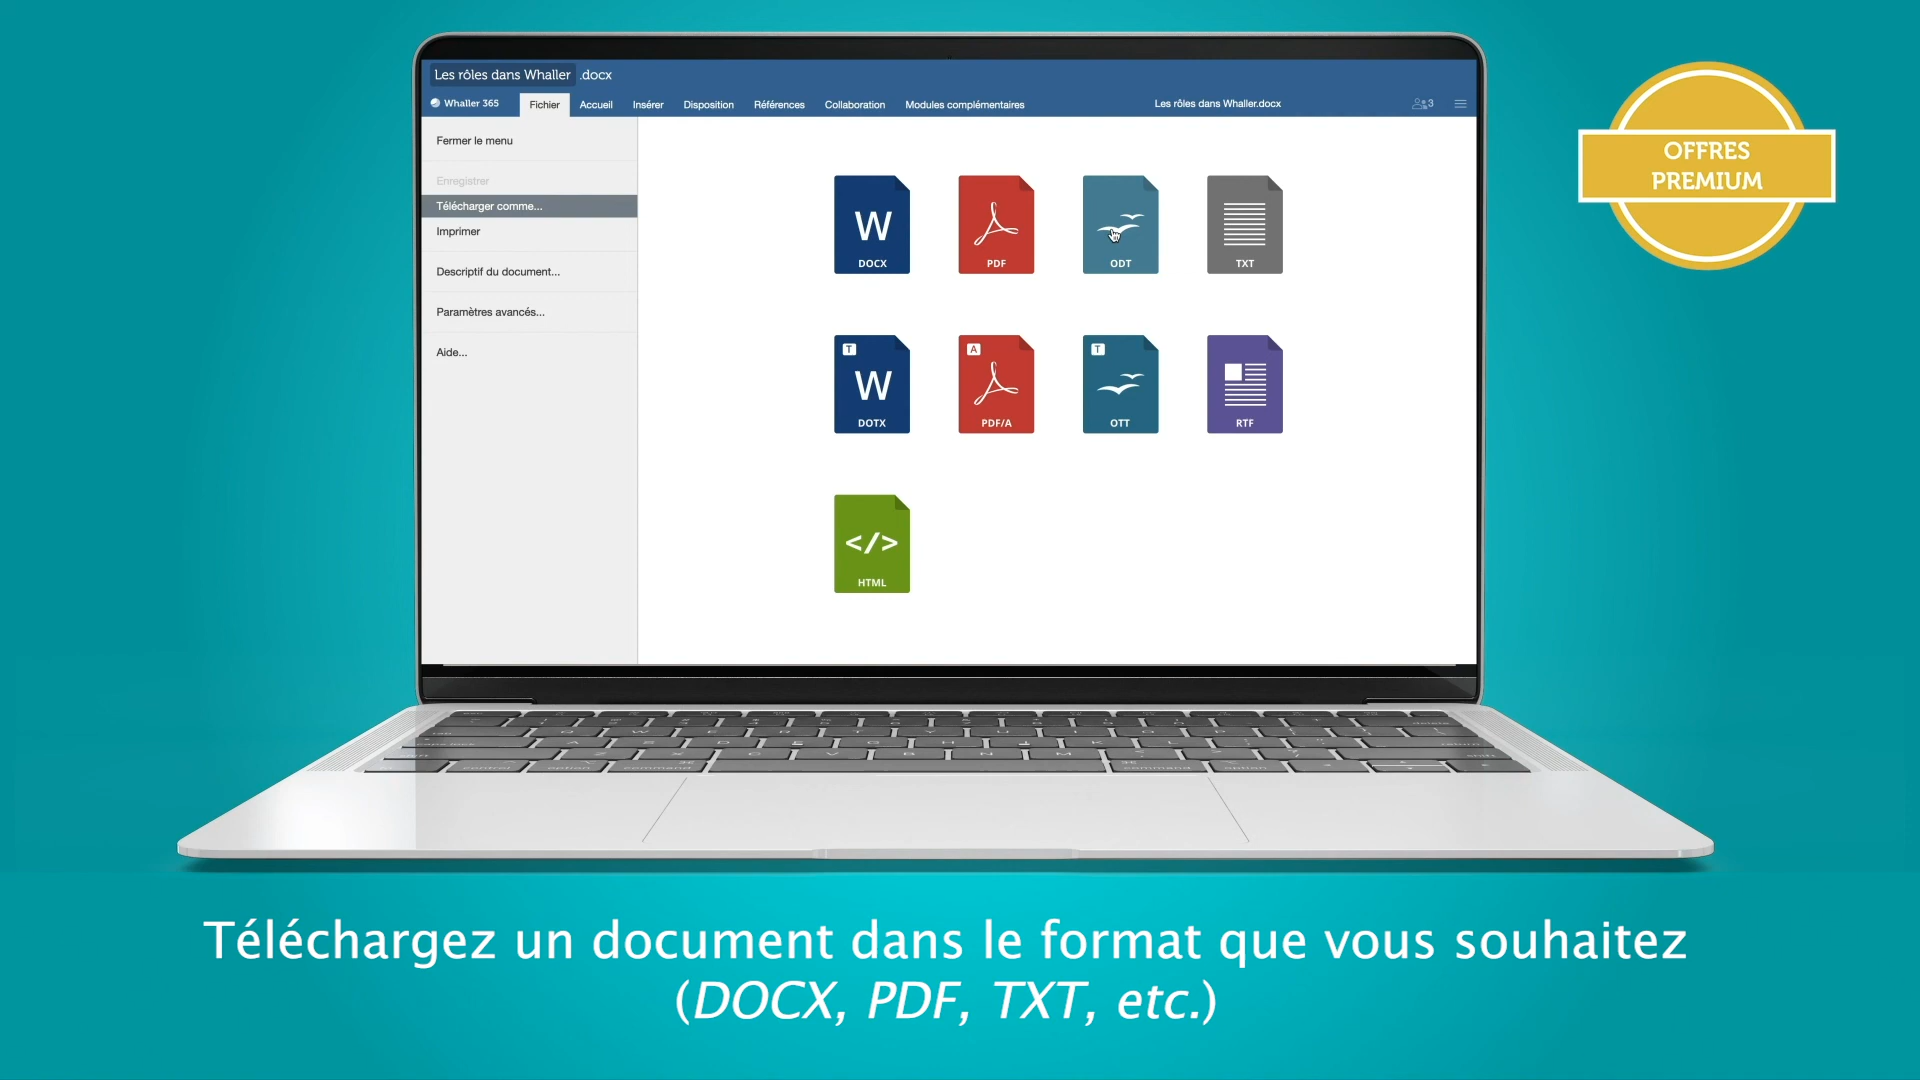 Les rôles dans Whaller .docx
Whaller 365
Fichier
Accueil
Insérer
Disposition
Références
Collaboration
Modules complémentaires
Les rôles dans Whaller.docx
3
Fermer le menu
Enregistrer
Télécharger comme...
Imprimer
Descriptif du document...
Paramètres avancés...
Aide...
W
DOCX
PDF
ODT
TXT
T
W
DOTX
A
PDF/A
T
OTT
RTF
</>
HTML
OFFRES
PREMIUM
Téléchargez un document dans le format que vous souhaitez
(DOCX, PDF, TXT, etc.)